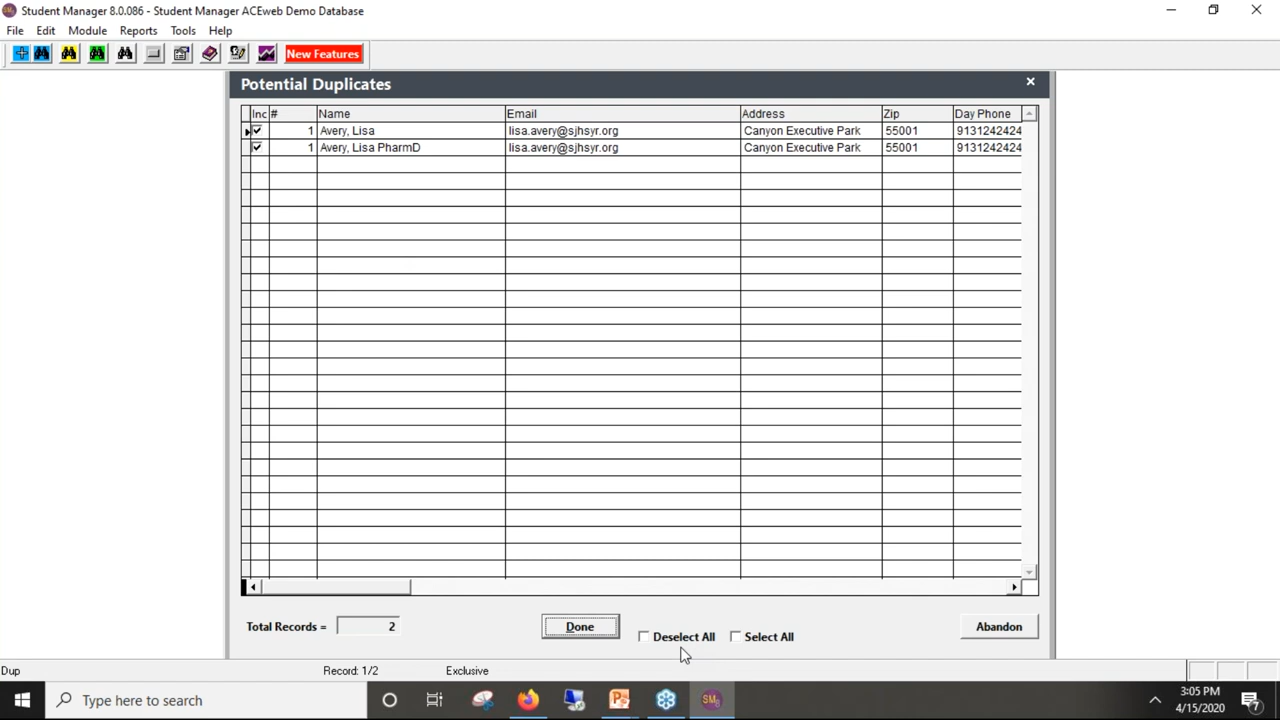 Student Manager 8.0.086 - Student Manager ACEweb Demo Database
File Edit Module Reports Tools Help
New Features
Potential Duplicates
Inc # Name Email Address Zip Day Phone
1 Avery, Lisa lisa.avery@sjhsyr.org Canyon Executive Park 55001 9131242424
1 Avery, Lisa PharmD lisa.avery@sjhsyr.org Canyon Executive Park 55001 9131242424
Total Records = 2 Done Deselect All Select All Abandon
Dup Record: 1/2 Exclusive
Type here to search
3:05 PM
4/15/2020
7